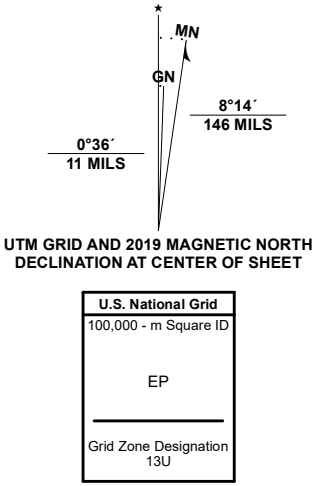 ★
MN
GN
8°14´
146 MILS
0°36´
11 MILS
UTM GRID AND 2019 MAGNETIC NORTH
DECLINATION AT CENTER OF SHEET
U.S. National Grid
100,000 - m Square ID
EP
Grid Zone Designation
13U